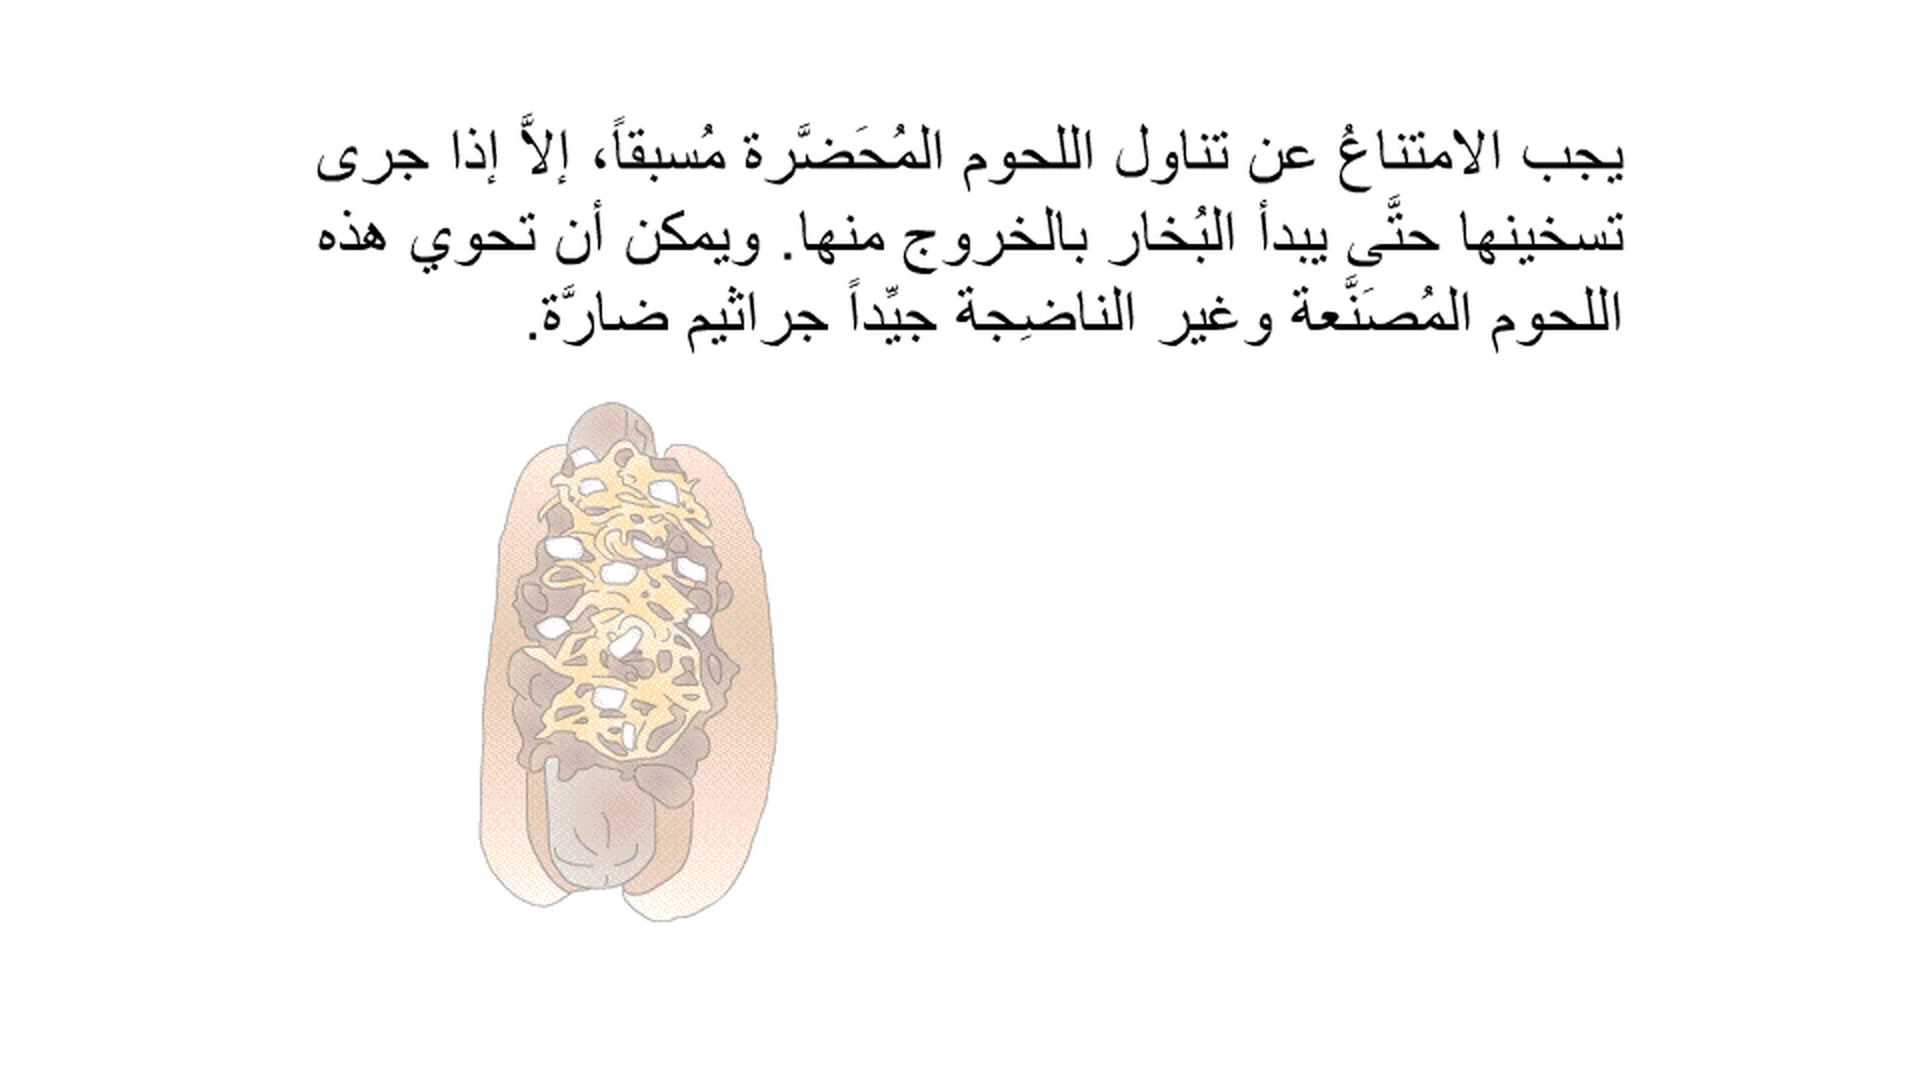 يجب الامتناعُ عن تناول اللحوم المُحَضَّرة مُسبقاً، إلاَّ إذا جرى
تسخينها حتَّى يبدأ البُخار بالخروج منها. ويمكن أن تحوي هذه
اللحوم المُصَنَّعة وغير الناضِجة جيِّداً جراثيم ضارَّة.